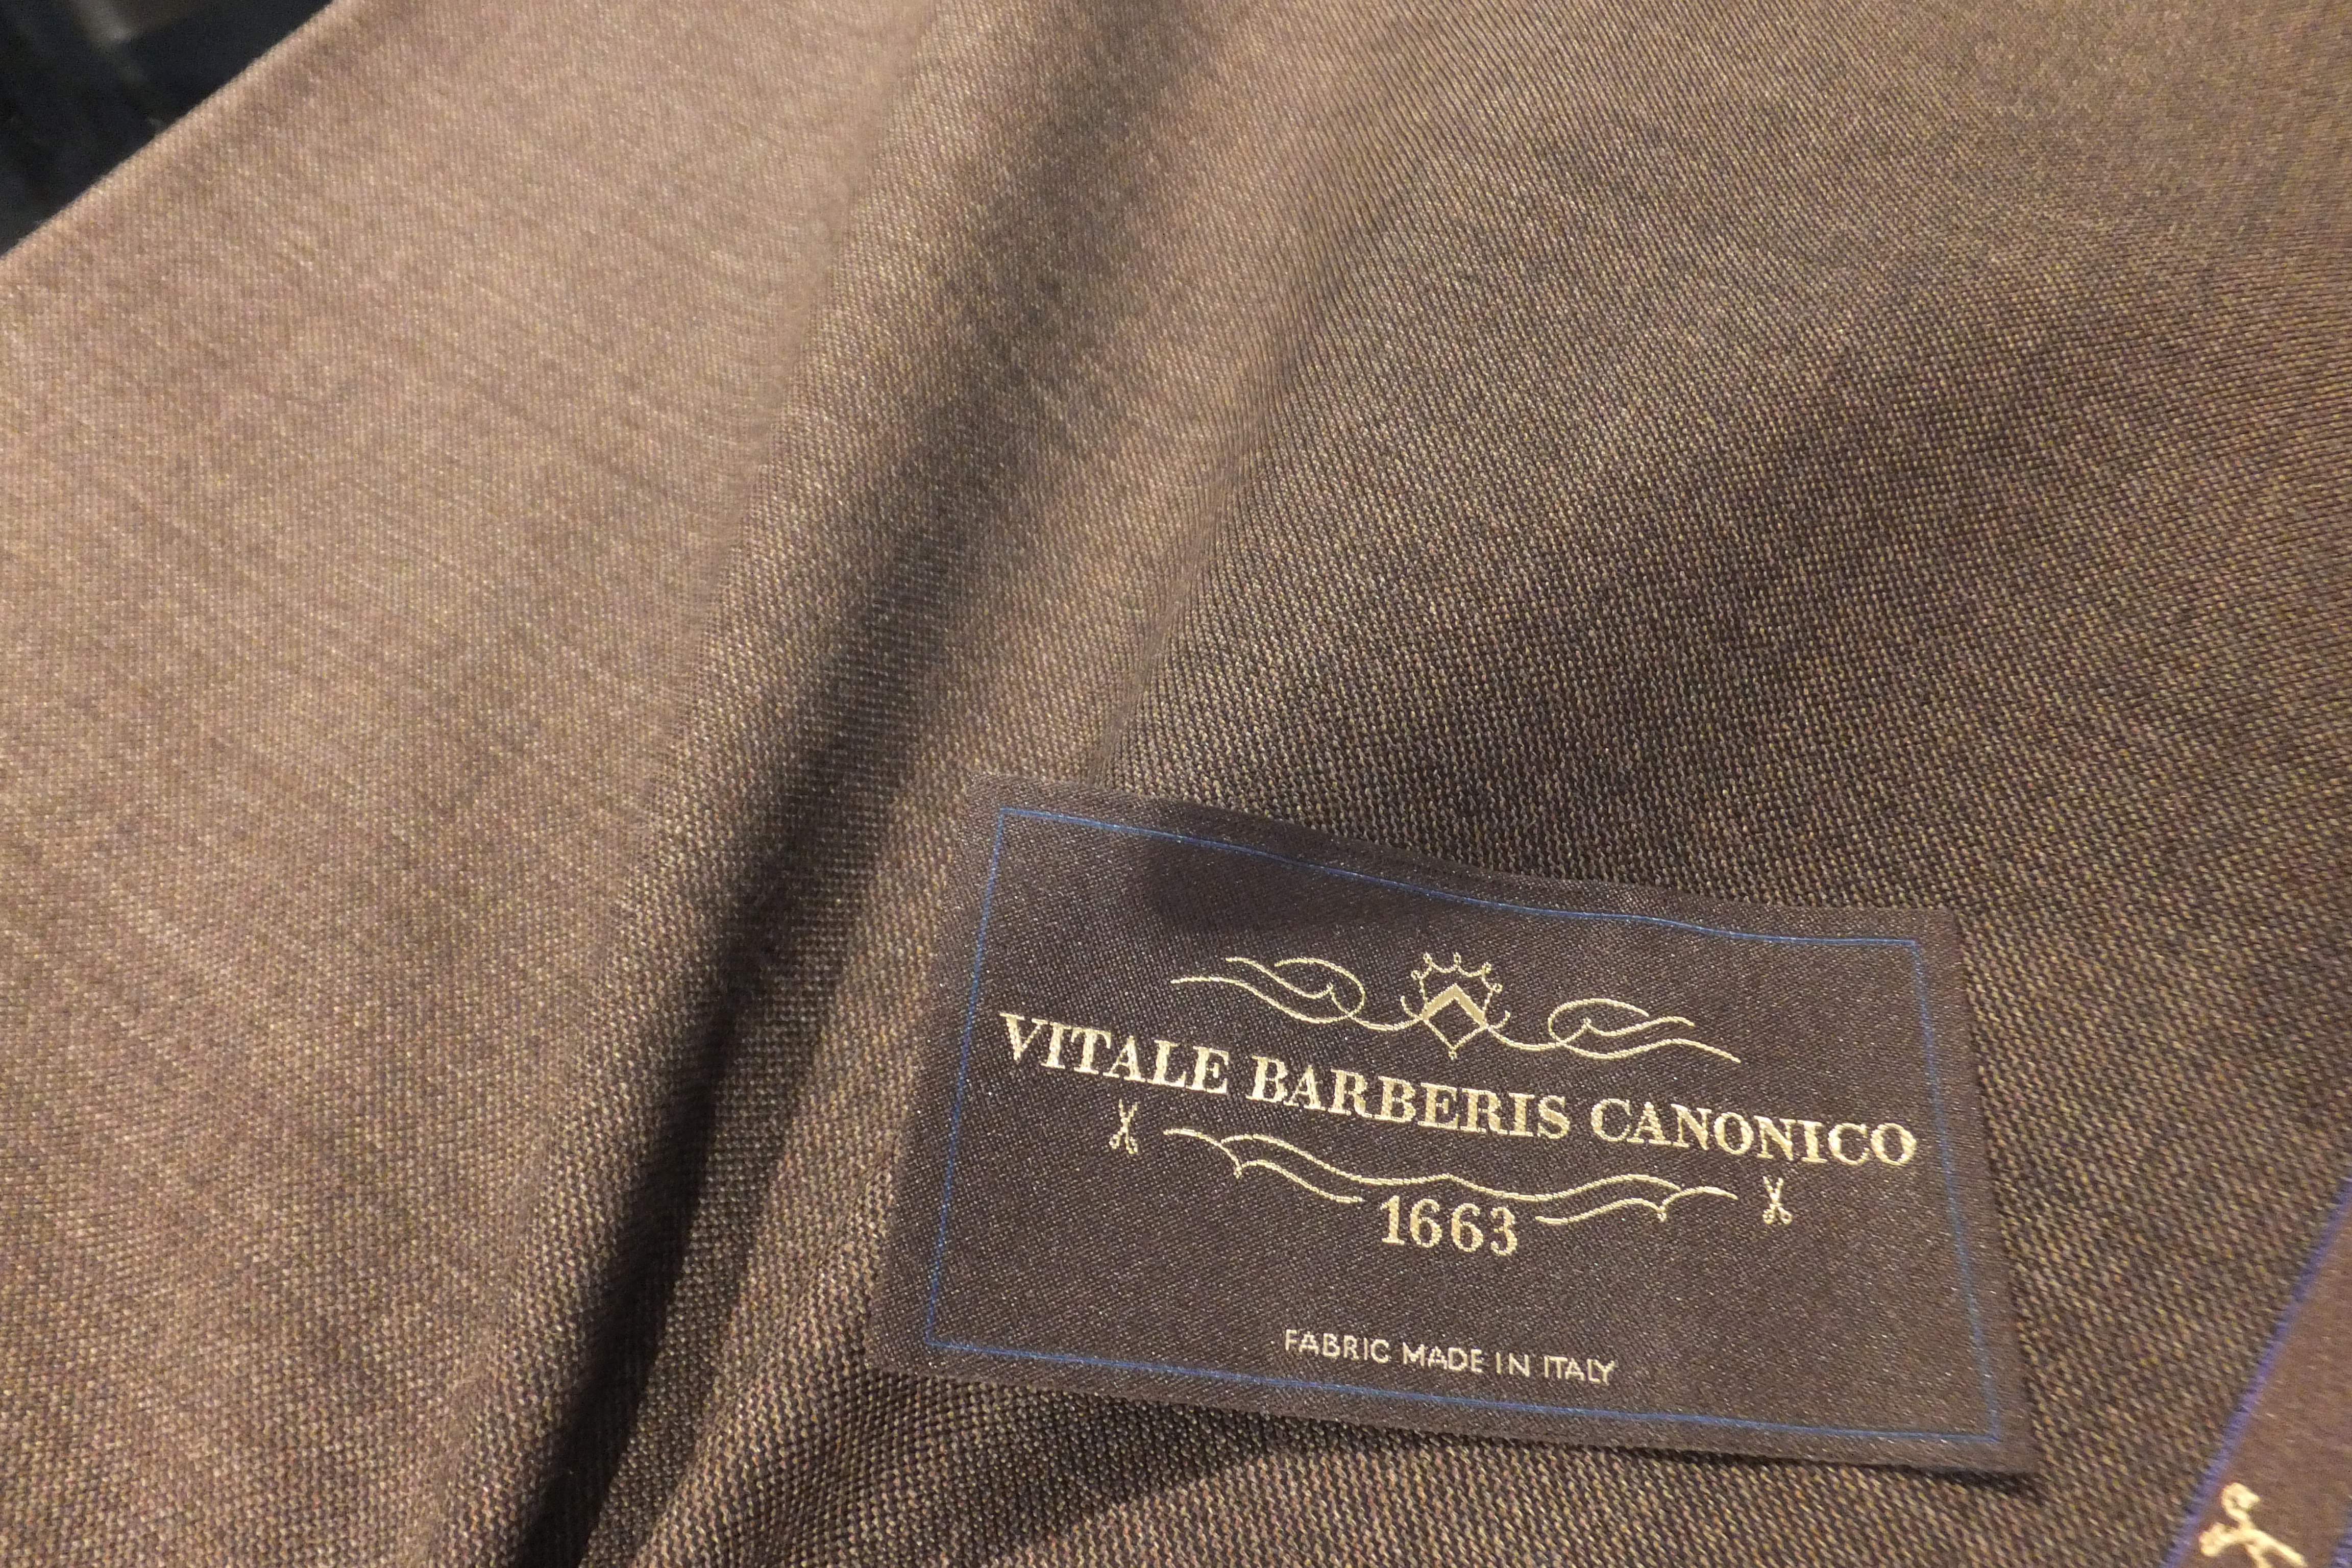 VITALE BARBERIS CANONICO
1663
FABRIC MADE IN ITALY